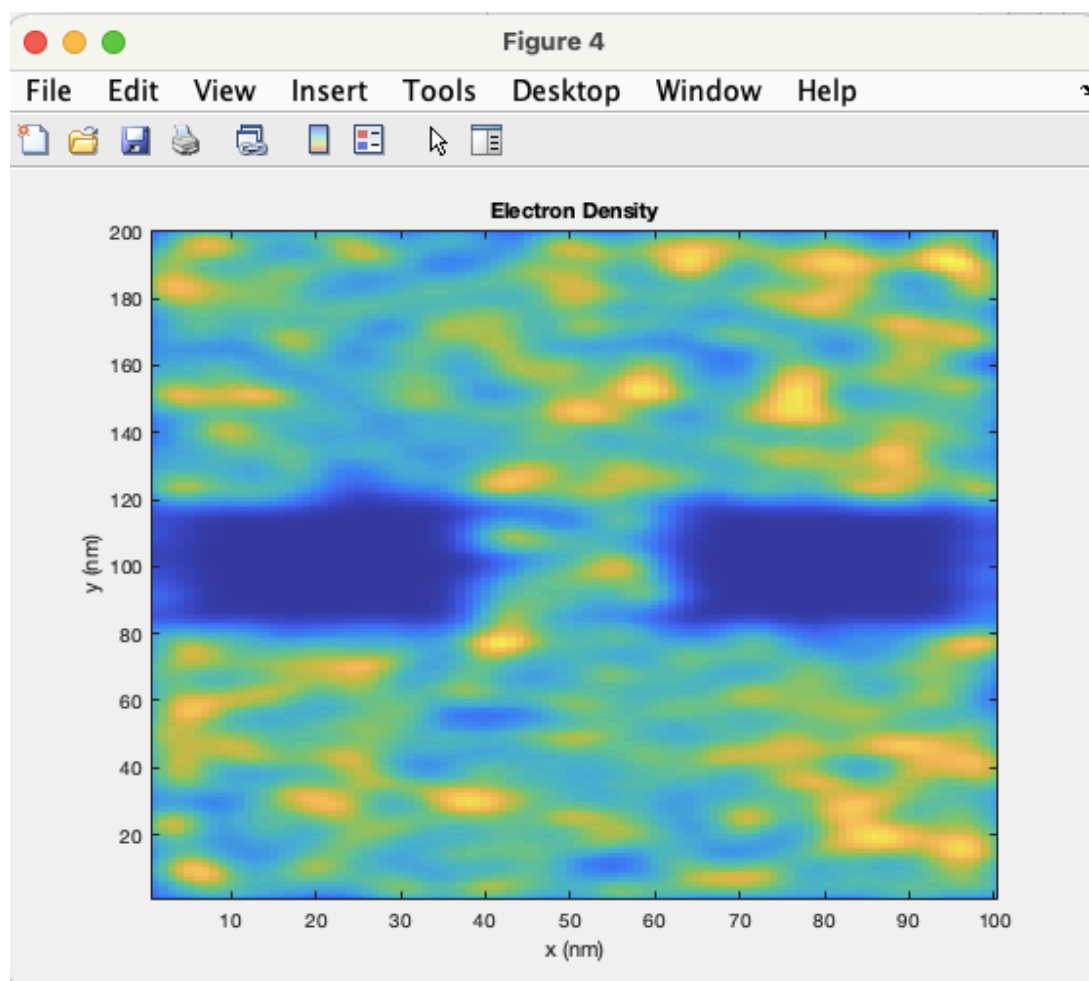 Figure 4
File Edit View Insert Tools Desktop Window Help
Electron Density
200
180
160
140
120
100
80
60
40
20
y (nm)
10 20 30 40 50 60 70 80 90 100
x (nm)